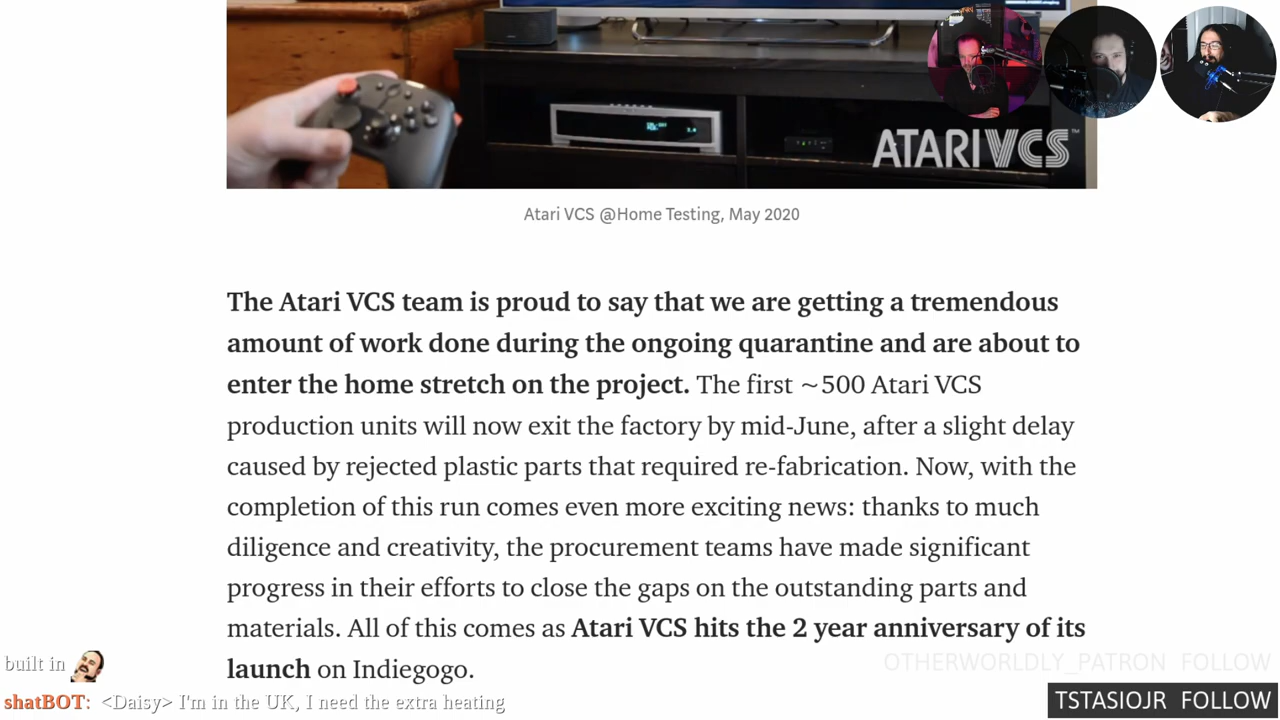 ATARI VCS™
Atari VCS @Home Testing, May 2020
The Atari VCS team is proud to say that we are getting a tremendous
amount of work done during the ongoing quarantine and are about to
enter the home stretch on the project. The first ~500 Atari VCS
production units will now exit the factory by mid-June, after a slight delay
caused by rejected plastic parts that required re-fabrication. Now, with the
completion of this run comes even more exciting news: thanks to much
diligence and creativity, the procurement teams have made significant
progress in their efforts to close the gaps on the outstanding parts and
materials. All of this comes as Atari VCS hits the 2 year anniversary of its
launch on Indiegogo.
built in
OTHERWORLDLY_PATRON FOLLOW
shatBOT: <Daisy> I'm in the UK, I need the extra heating
TSTASIOJR FOLLOW